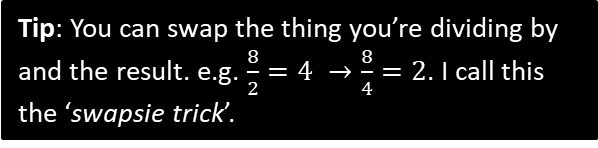 Tip: You can swap the thing you’re dividing by
and the result. e.g. 8/2 = 4 → 8/4 = 2. I call this
the ‘swapsie trick’.